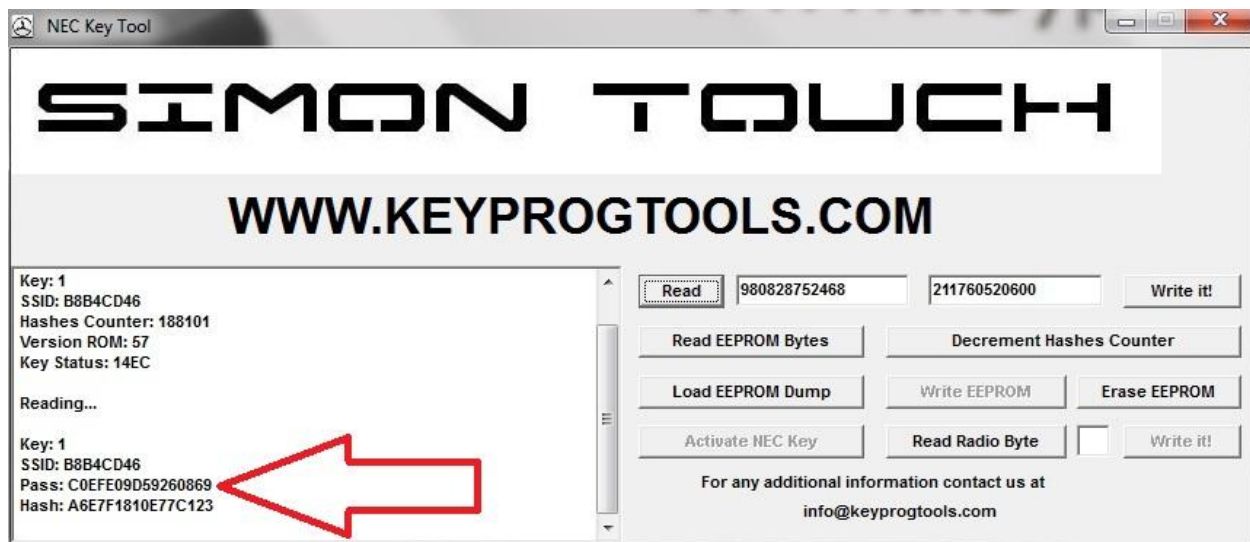 NEC Key Tool
SIMON TOUCH
WWW.KEYPROGTOOLS.COM
Key: 1
SSID: B8B4CD46
Hashes Counter: 188101
Version ROM: 57
Key Status: 14EC
Reading...
Key: 1
SSID: B8B4CD46
Pass: C0EFE09D59260869
Hash: A6E7F1810E77C123
Read 980828752468 211760520600 Write it!
Read EEPROM Bytes Decrement Hashes Counter
Load EEPROM Dump Write EEPROM Erase EEPROM
Activate NEC Key Read Radio Byte Write it!
For any additional information contact us at
info@keyprogtools.com